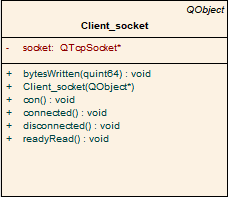 QObject
Client_socket
- socket: QTcpSocket*
+ bytesWritten(quint64) : void
+ Client_socket(QObject*)
+ con() : void
+ connected() : void
+ disconnected() : void
+ readyRead() : void